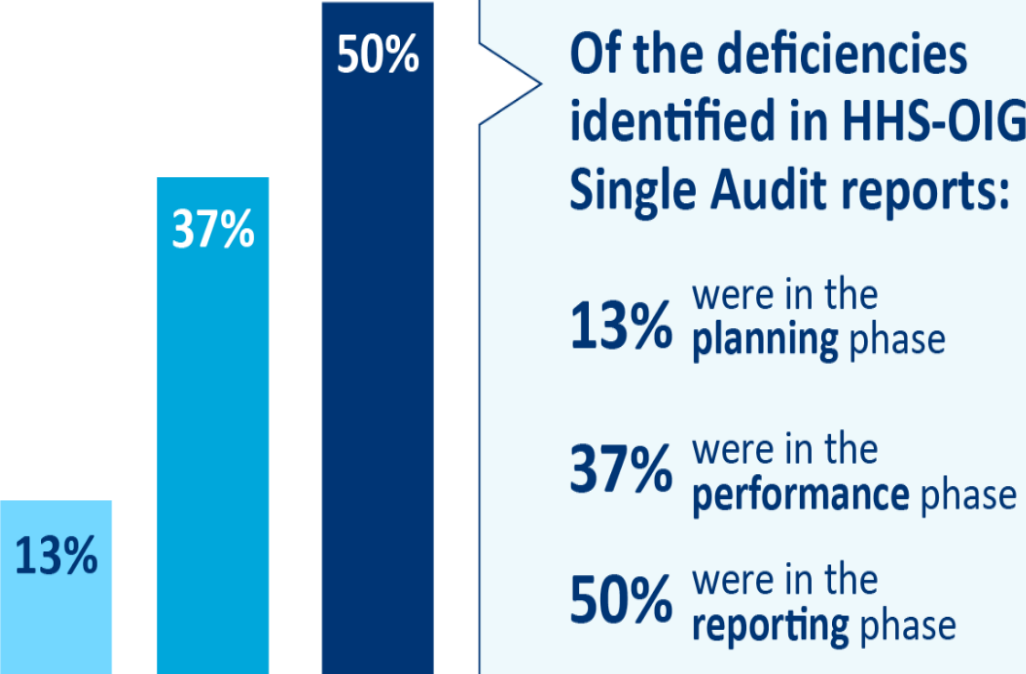 50%
37%
13%
Of the deficiencies
identified in HHS-OIG
Single Audit reports:
13% were in the
planning phase
37% were in the
performance phase
50% were in the
reporting phase